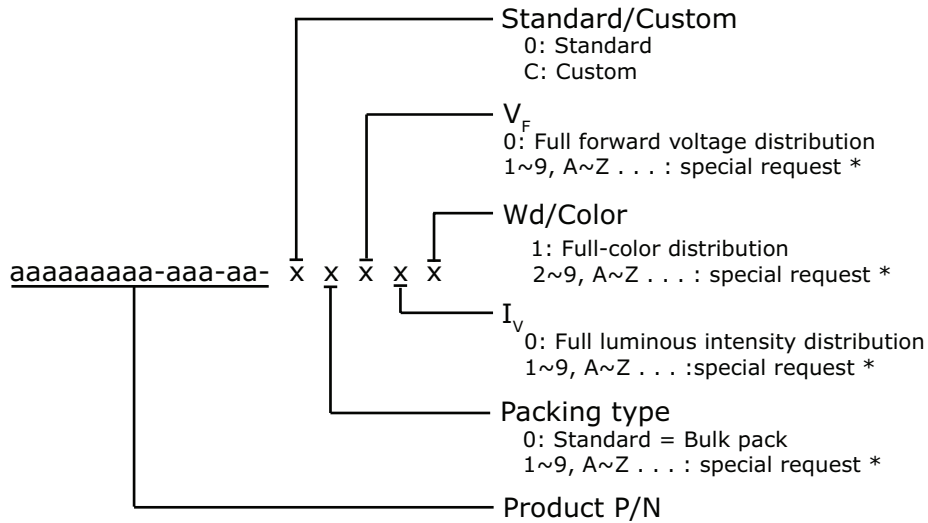 Standard/Custom
0: Standard
C: Custom
VF
0: Full forward voltage distribution
1~9, A~Z . . . : special request *
Wd/Color
1: Full-color distribution
2~9, A~Z . . . : special request *
aaaaaaaaa-aaa-aa- x x x x x
IV
0: Full luminous intensity distribution
1~9, A~Z . . . :special request *
Packing type
0: Standard = Bulk pack
1~9, A~Z . . . : special request *
Product P/N